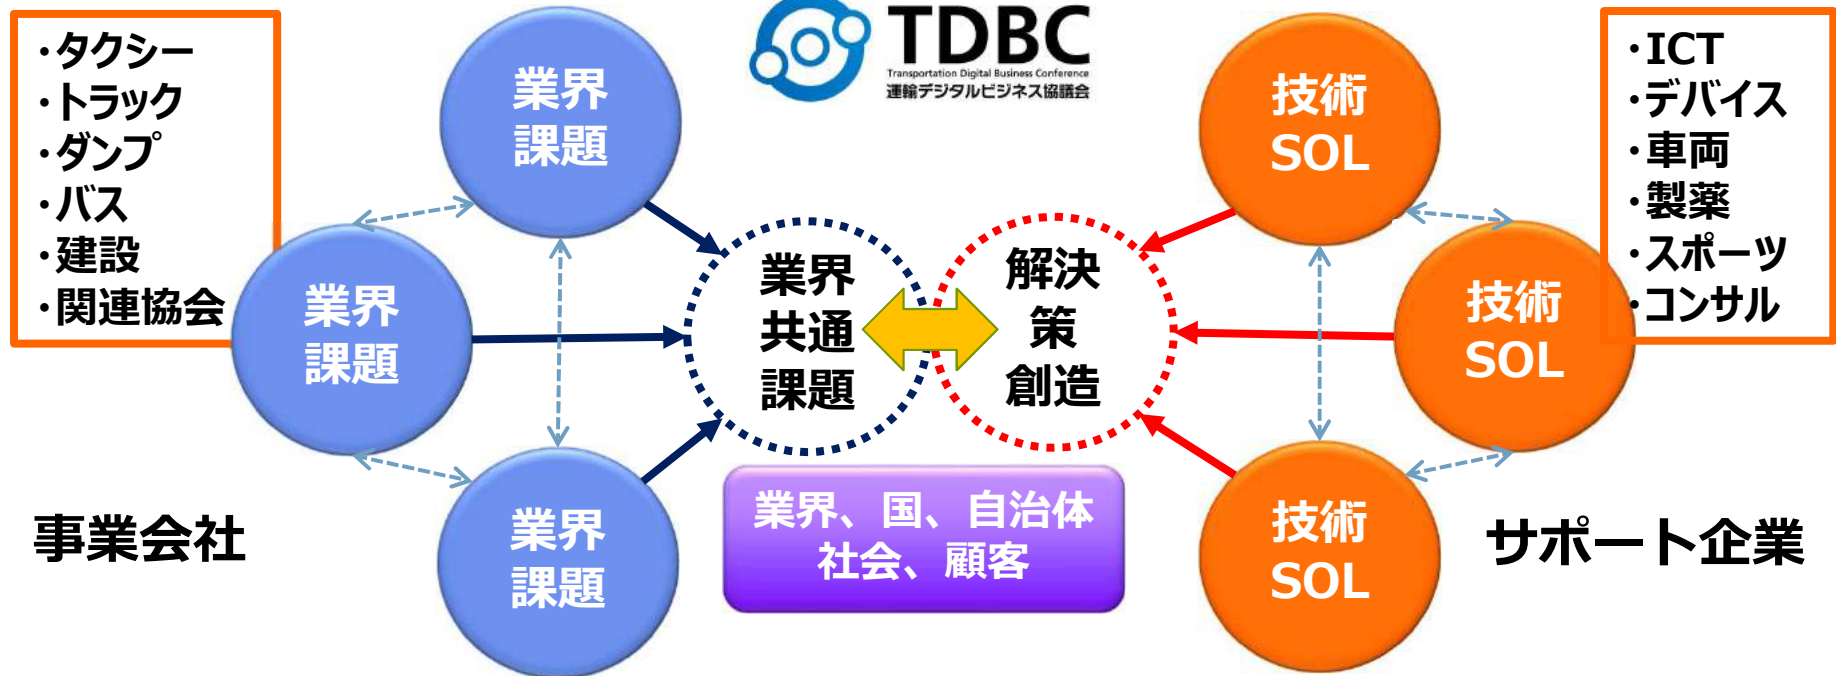 TDBC
Transportation Digital Business Conference
運輸デジタルビジネス協議会
・タクシー
・トラック
・ダンプ
・バス
・建設
・関連協会
業界
課題
業界
課題
業界
課題
事業会社
業界
共通
課題
解決
策
創造
業界、国、自治体
社会、顧客
技術
SOL
技術
SOL
技術
SOL
・ICT
・デバイス
・車両
・製薬
・スポーツ
・コンサル
サポート企業